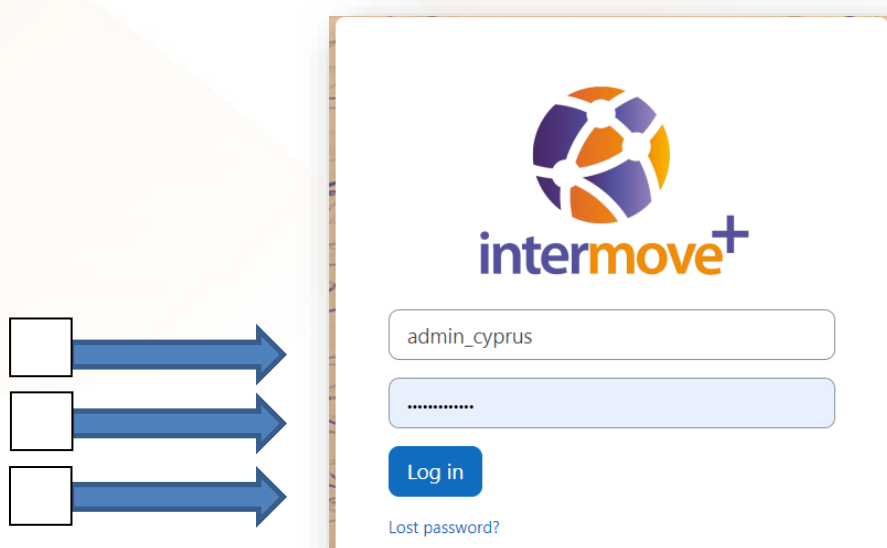 intermove+
admin_cyprus
•••••••••••••
Log in
Lost password?